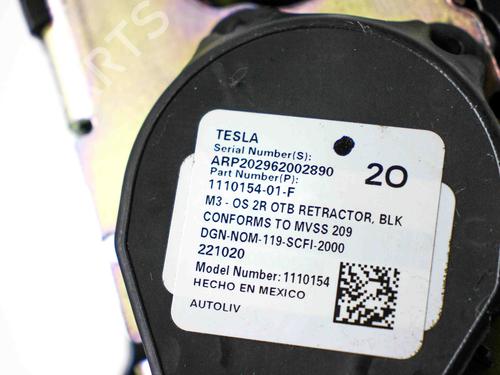 TESLA
Serial Number(S):
ARP202962002890
Part Number(P):
1110154-01-F
20
M3 - OS 2R OTB RETRACTOR, BLK
CONFORMS TO MVSS 209
DGN-NOM-119-SCFI-2000
221020
Model Number: 1110154
HECHO EN MEXICO
AUTOLIV
PARTS